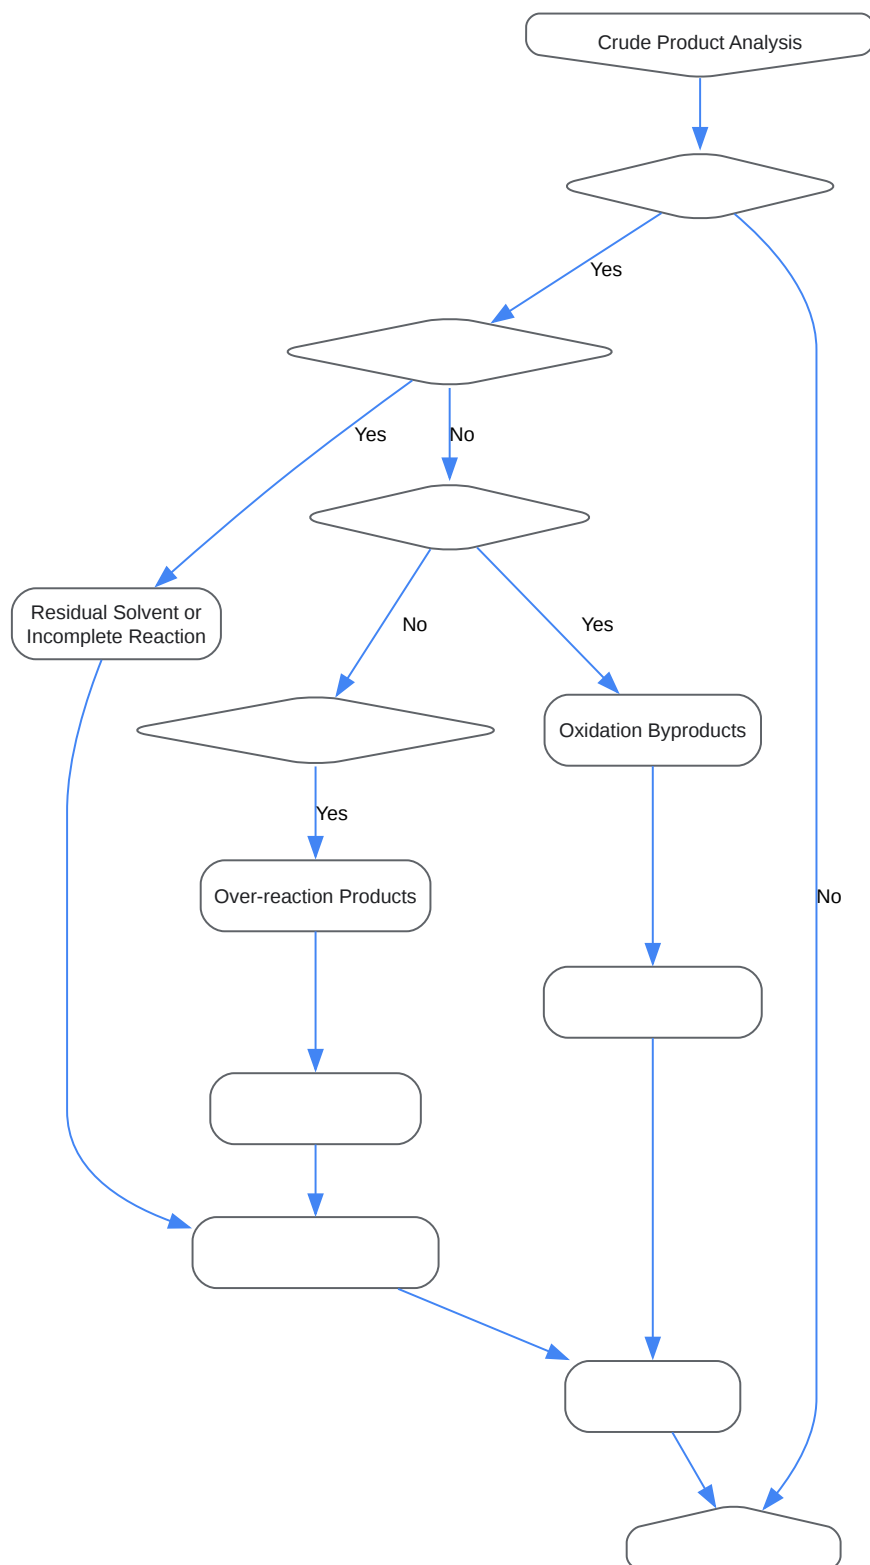 Crude Product Analysis
Yes
Yes
No
Residual Solvent or
Incomplete Reaction
No
Yes
Oxidation Byproducts
Yes
Over-reaction Products
No